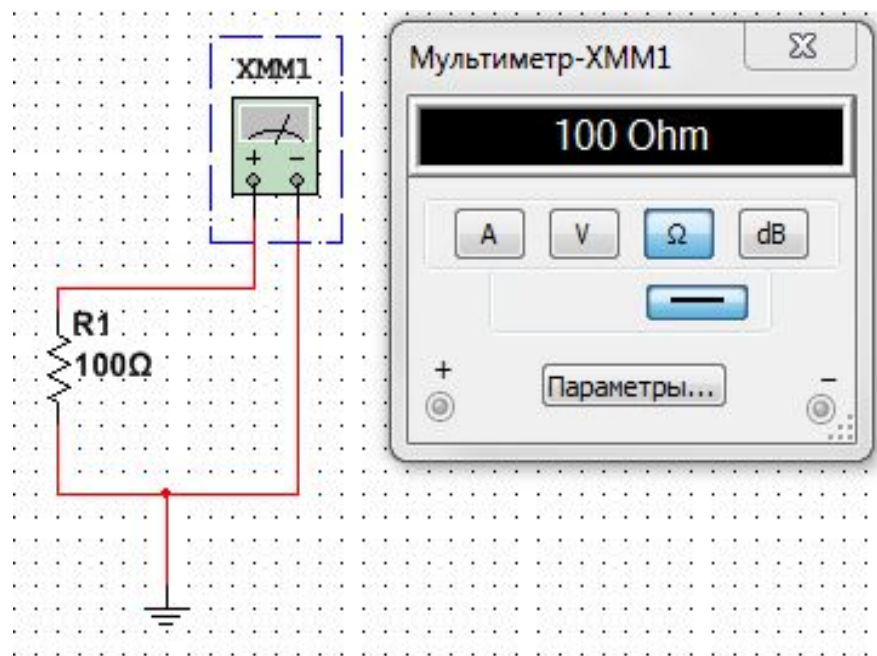 XMM1
+ −
R1
100Ω
Мультиметр-XMM1
100 Ohm
A V Ω dB
+ Параметры... −